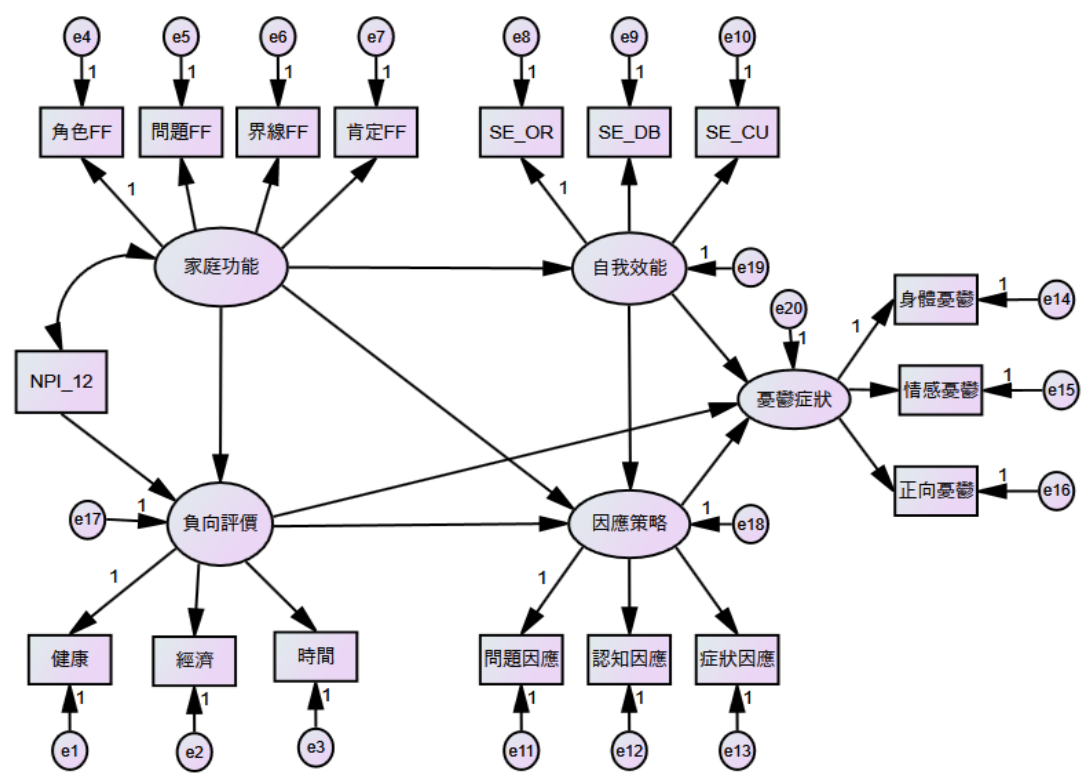 e4 e5 e6 e7 e8 e9 e10
1 1 1 1 1 1 1
角色FF 問題FF 界線FF 肯定FF SE_OR SE_DB SE_CU
1 1
家庭功能 自我效能 1 e19
e20 1 身體憂鬱 1 e14
1
NPI_12 憂鬱症狀 情感憂鬱 1 e15
正向憂鬱 1 e16
e17 1 負向評價 因應策略 1 e18
1 1
健康 經濟 時間 問題因應 認知因應 症狀因應
1 1 1 1 1 1
e1 e2 e3 e11 e12 e13